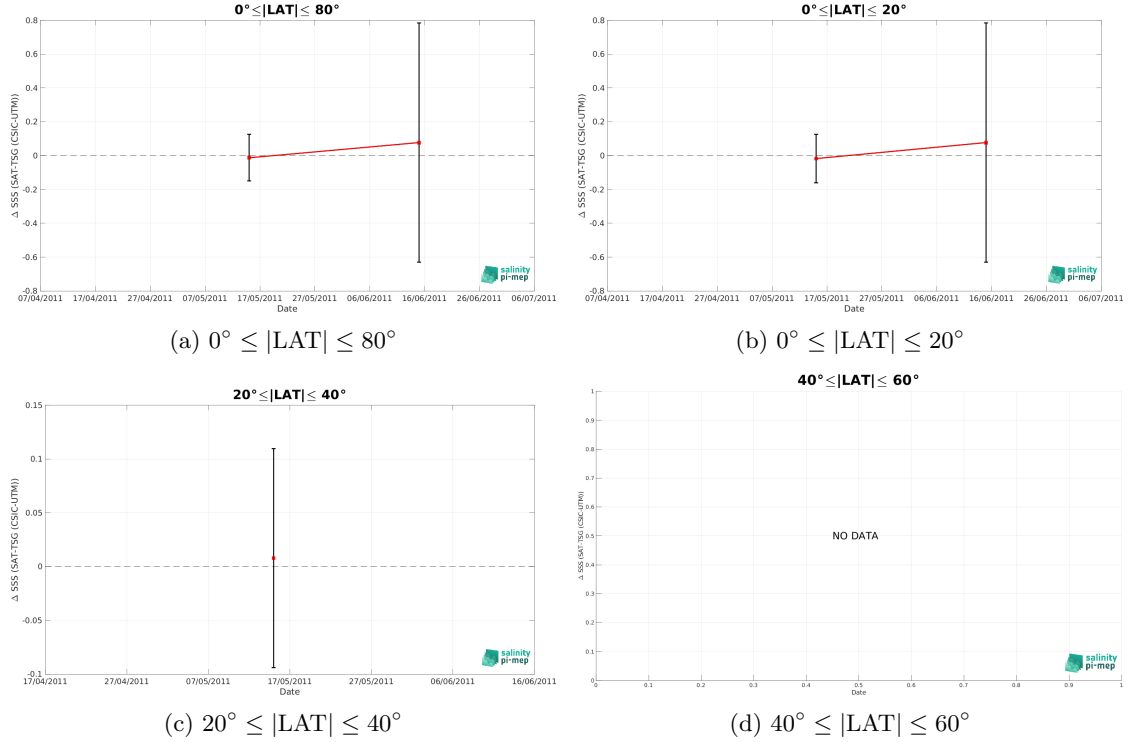 0°≤|LAT|≤ 80°
Δ SSS (SAT-TSG (CSIC-UTM))
0.8
0.6
0.4
0.2
0
-0.2
-0.4
-0.6
-0.8
07/04/2011 17/04/2011 27/04/2011 07/05/2011 17/05/2011 27/05/2011 06/06/2011 16/06/2011 26/06/2011 06/07/2011
Date
salinity
pi-mep
(a) 0° ≤ |LAT| ≤ 80°
0°≤|LAT|≤ 20°
Δ SSS (SAT-TSG (CSIC-UTM))
0.8
0.6
0.4
0.2
0
-0.2
-0.4
-0.6
-0.8
07/04/2011 17/04/2011 27/04/2011 07/05/2011 17/05/2011 27/05/2011 06/06/2011 16/06/2011 26/06/2011 06/07/2011
Date
salinity
pi-mep
(b) 0° ≤ |LAT| ≤ 20°
20°≤|LAT|≤ 40°
Δ SSS (SAT-TSG (CSIC-UTM))
0.15
0.1
0.05
0
-0.05
-0.1
17/04/2011 27/04/2011 07/05/2011 17/05/2011 27/05/2011 06/06/2011 16/06/2011
Date
salinity
pi-mep
(c) 20° ≤ |LAT| ≤ 40°
40°≤|LAT|≤ 60°
Δ SSS (SAT-TSG (CSIC-UTM))
1
0.9
0.8
0.7
0.6
0.5
0.4
0.3
0.2
0.1
0
NO DATA
0 0.1 0.2 0.3 0.4 0.5 0.6 0.7 0.8 0.9 1
Date
salinity
pi-mep
(d) 40° ≤ |LAT| ≤ 60°